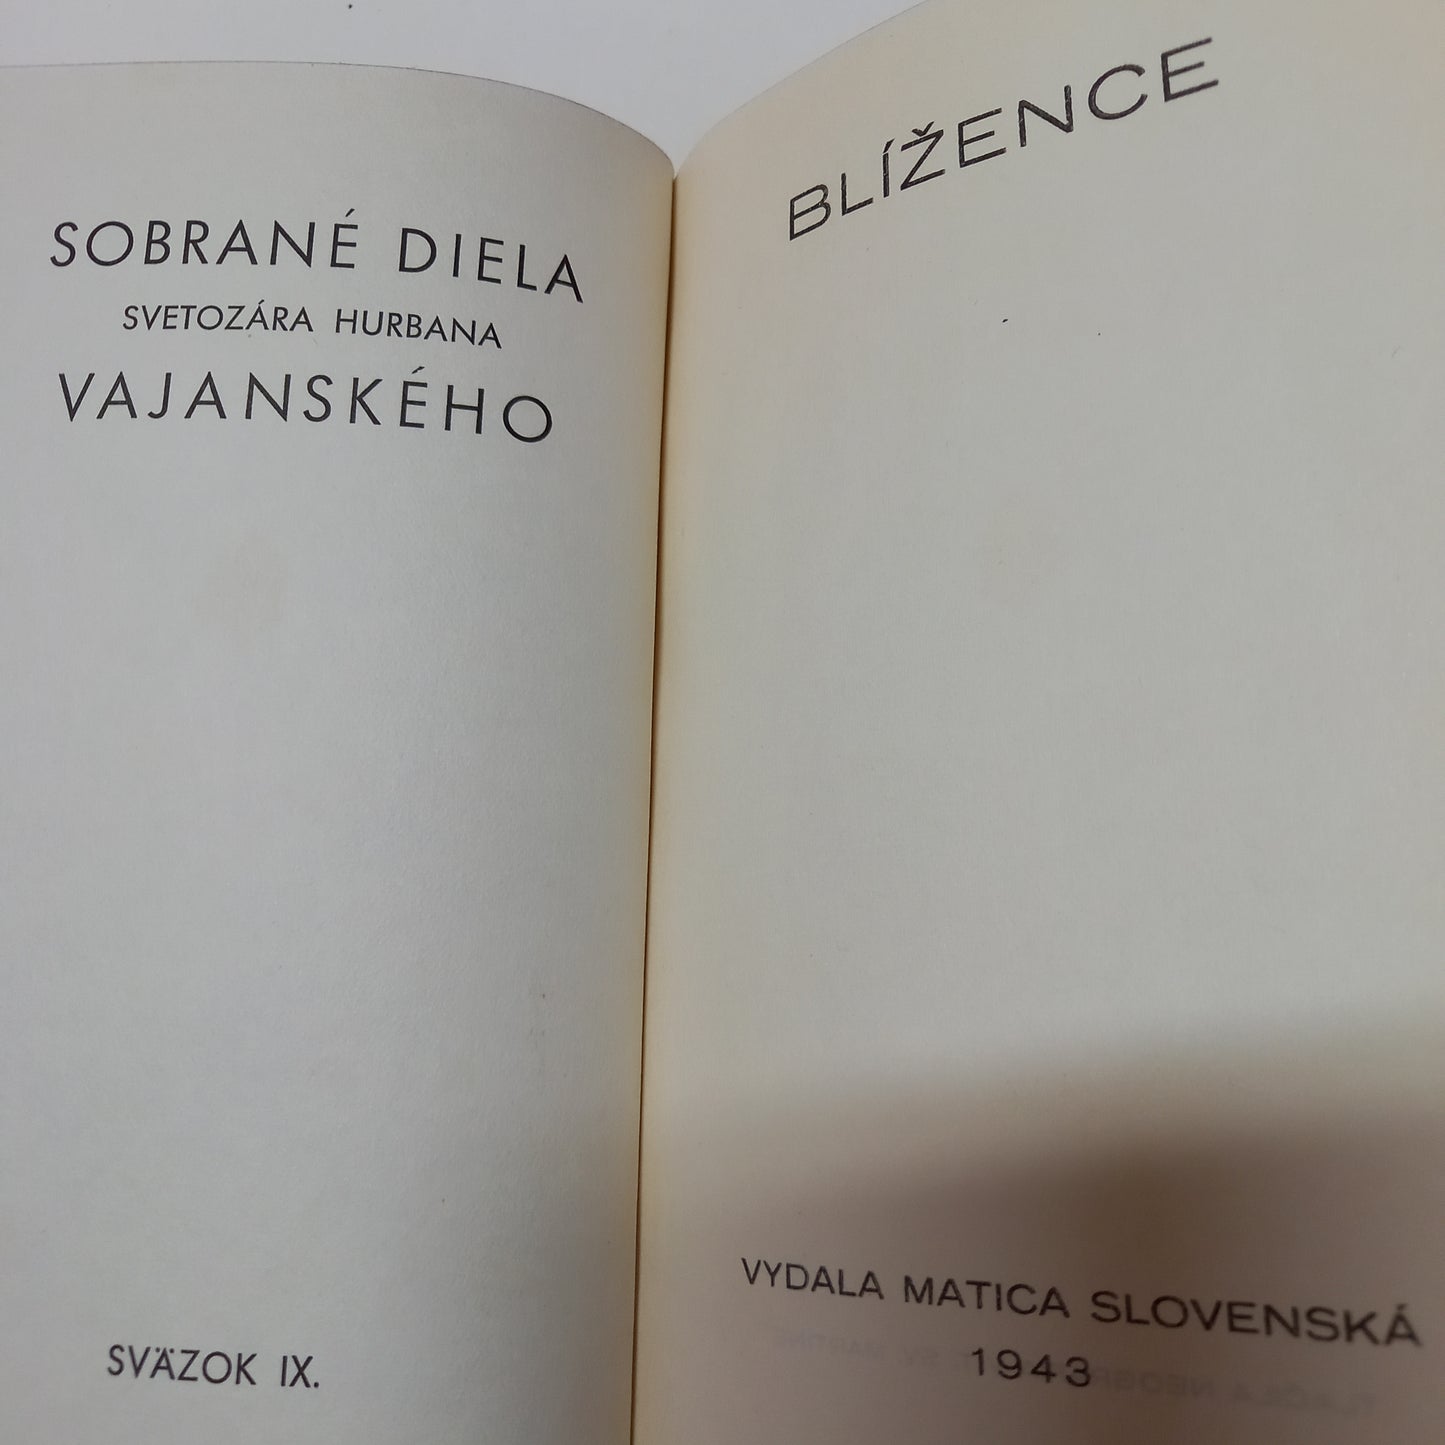 SOBRANÉ DIELA
SVETOZÁRA HURBANA
VAJANSKÉHO
SVÄZOK IX.
BLÍŽENCE
VYDALA MATICA SLOVENSKÁ
1943